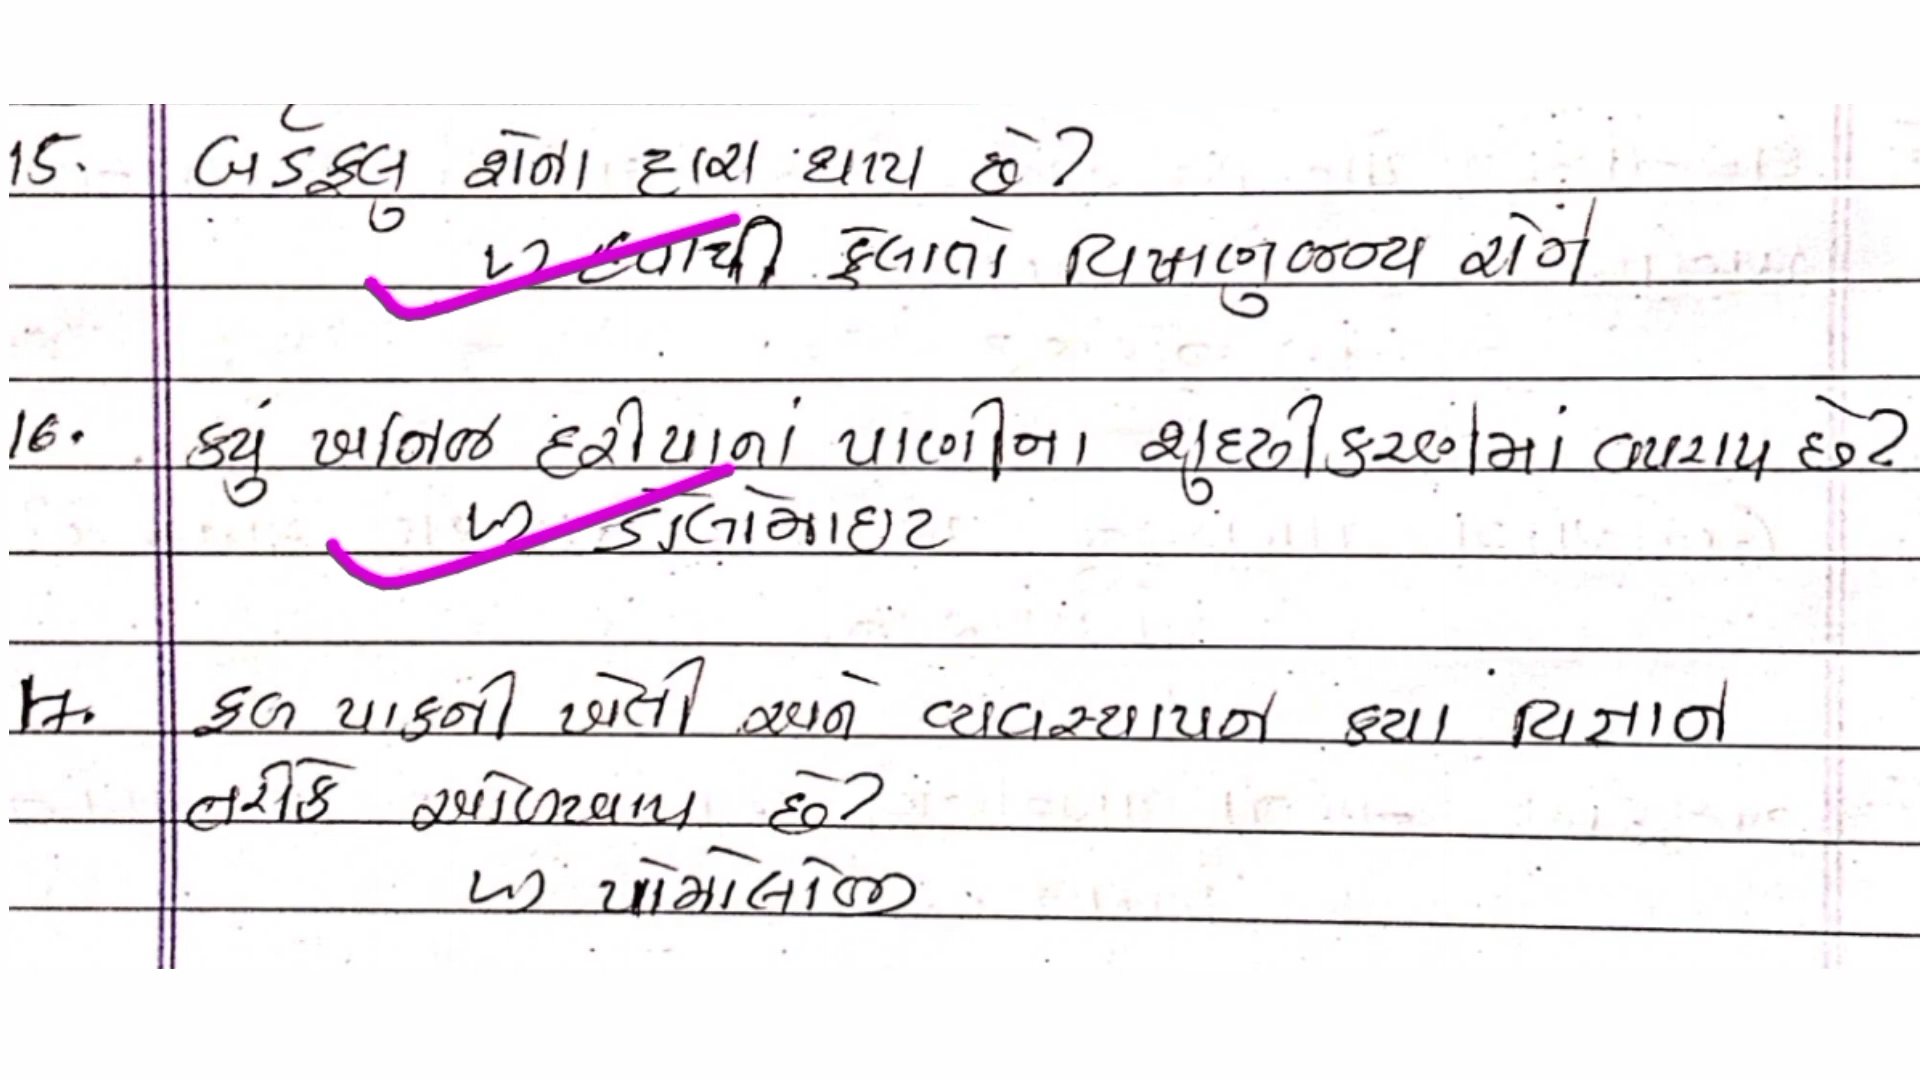 15. બર્ડફ્લુ શેના દ્વારા થાય છે?
↳ હવાથી ફેલાતો વિષાણુજન્ય રોગ
16. કયું ખનિજ દરીયાનાં પાણીના શુદ્ધીકરણમાં વપરાય છે?
↳ ડોલોમાઇટ
17. ફળ પાકની ખેતી અને વ્યવસ્થાપન કયા વિજ્ઞાન
તરીકે ઓળખાય છે?
↳ પોમોલોજી